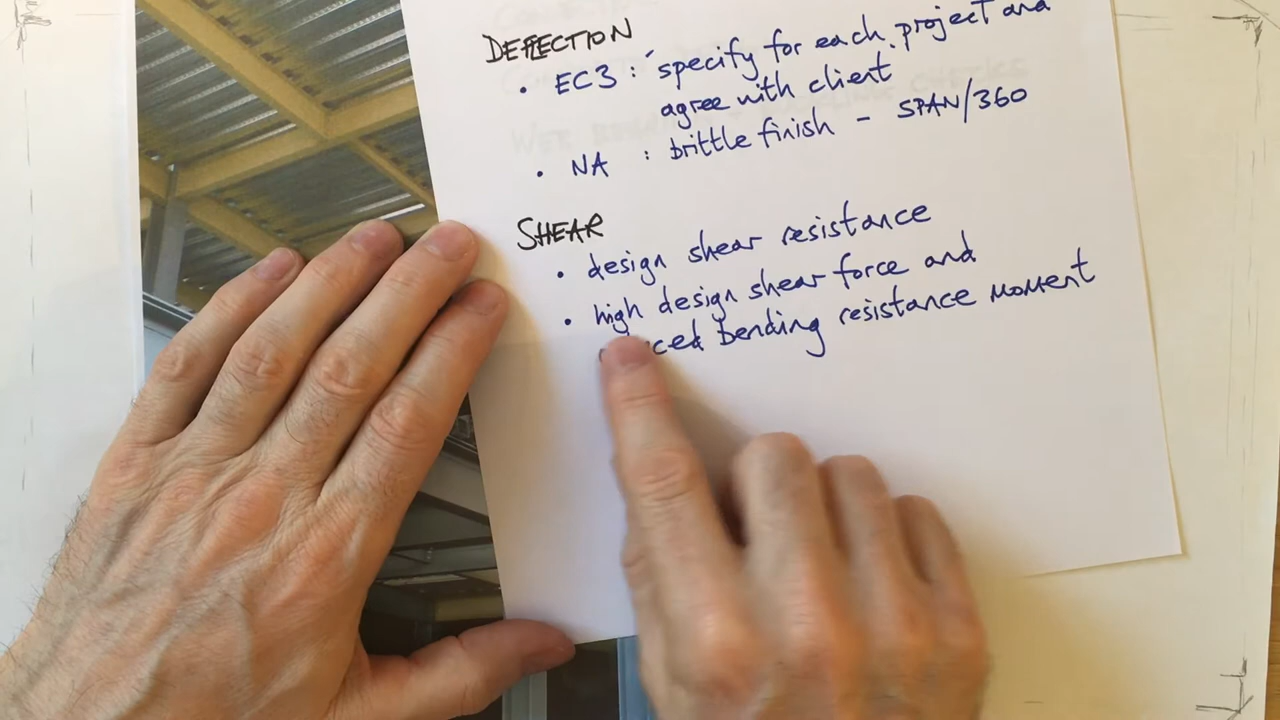 DEFLECTION
• EC3 : specify for each project and
agree with client
• NA : brittle finish - SPAN/360
SHEAR
• design shear resistance
• high design shear force and
bending resistance moment